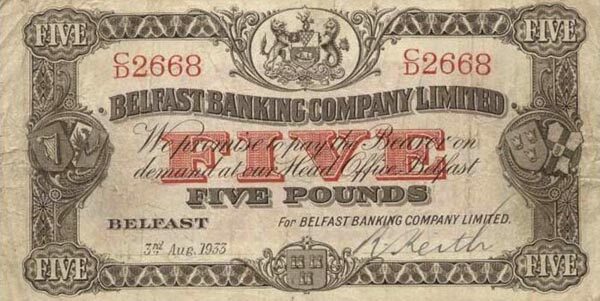 FIVE FIVE
C/D 2668 C/D 2668
BELFAST BANKING COMPANY LIMITED
We promise to pay the Bearer on
FIVE
demand at our Head Office Belfast
FIVE POUNDS
BELFAST For BELFAST BANKING COMPANY LIMITED.
3rd Aug. 1933 R. Keith
FIVE FIVE